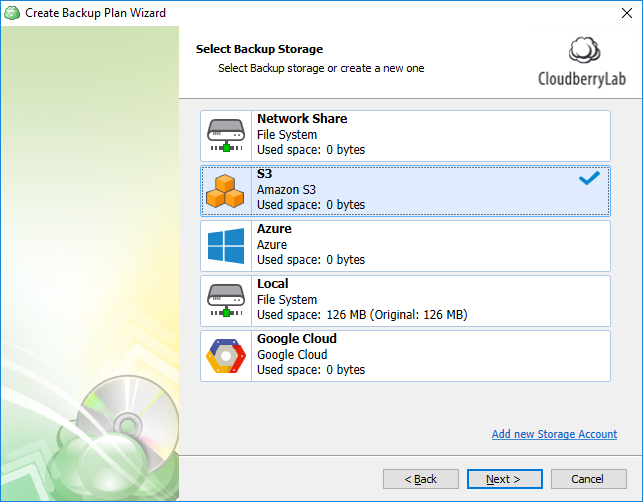 Create Backup Plan Wizard
Select Backup Storage
Select Backup storage or create a new one
CloudberryLab
Network Share
File System
Used space: 0 bytes
S3
Amazon S3
Used space: 0 bytes
Azure
Azure
Used space: 0 bytes
Local
File System
Used space: 126 MB (Original: 126 MB)
Google Cloud
Google Cloud
Used space: 0 bytes
Add new Storage Account
< Back
Next >
Cancel